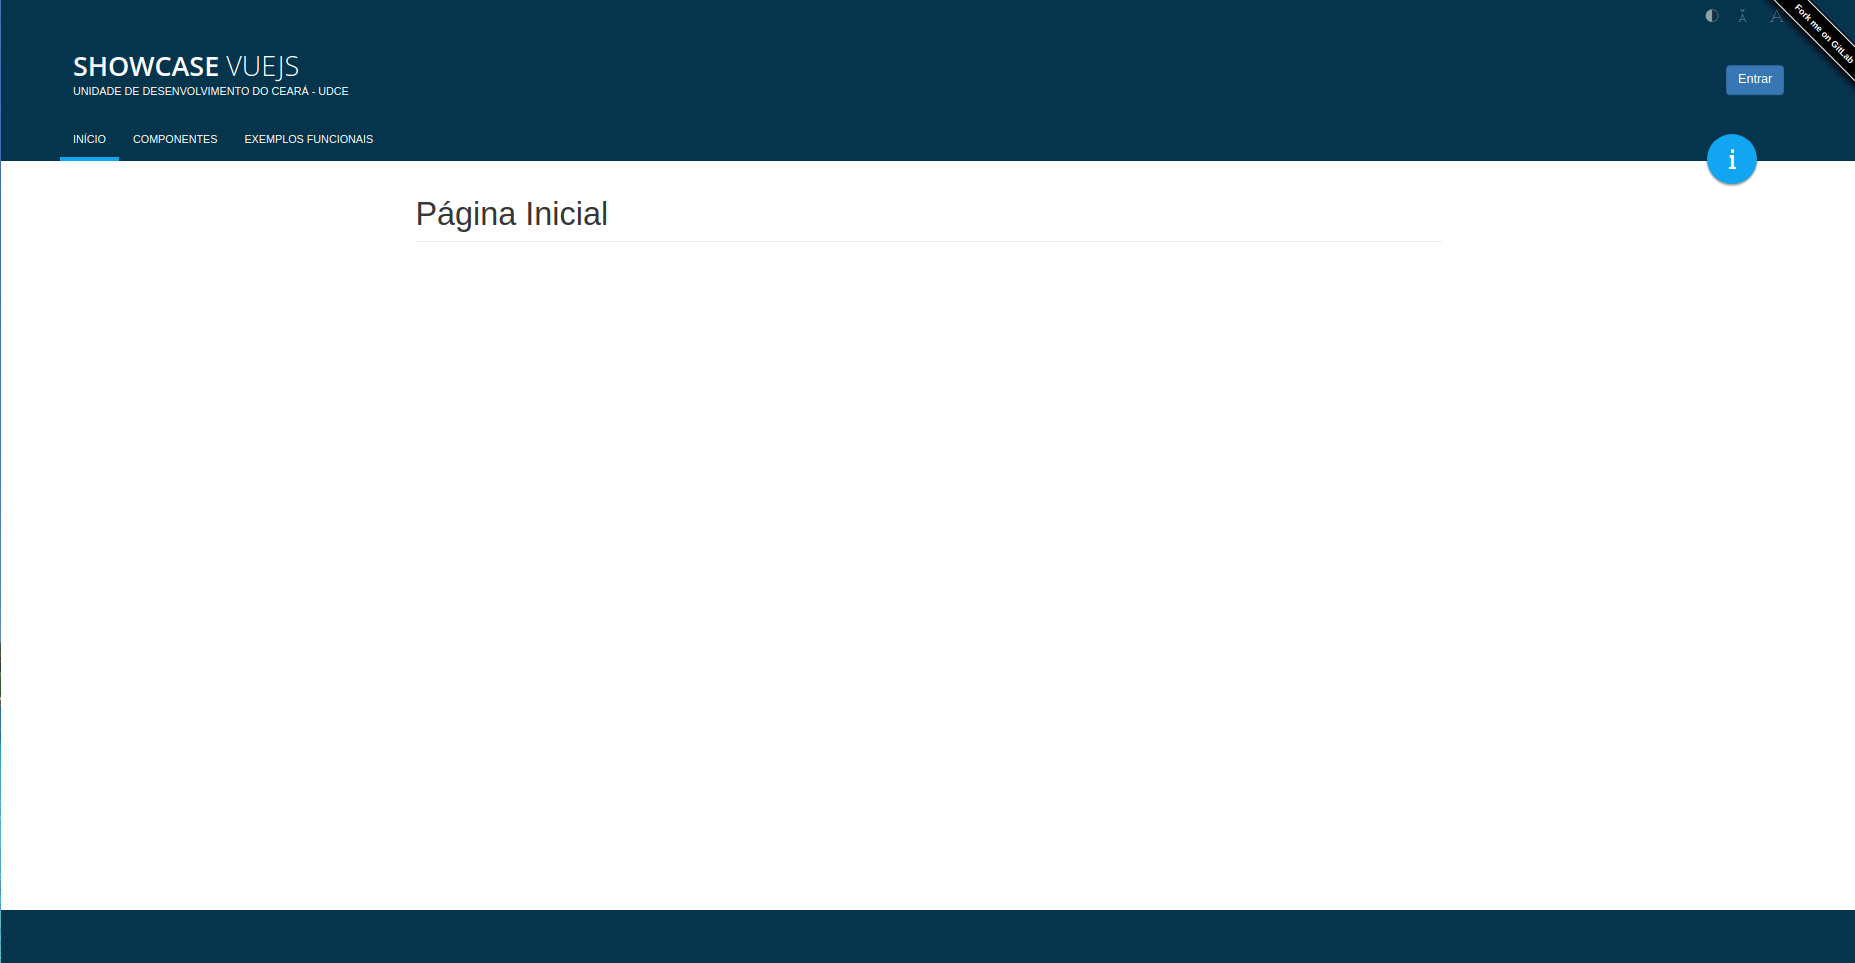 Fork me on GitLab
SHOWCASE VUEJS
UNIDADE DE DESENVOLVIMENTO DO CEARÁ - UDCE
Entrar
INÍCIO COMPONENTES EXEMPLOS FUNCIONAIS
i
Página Inicial